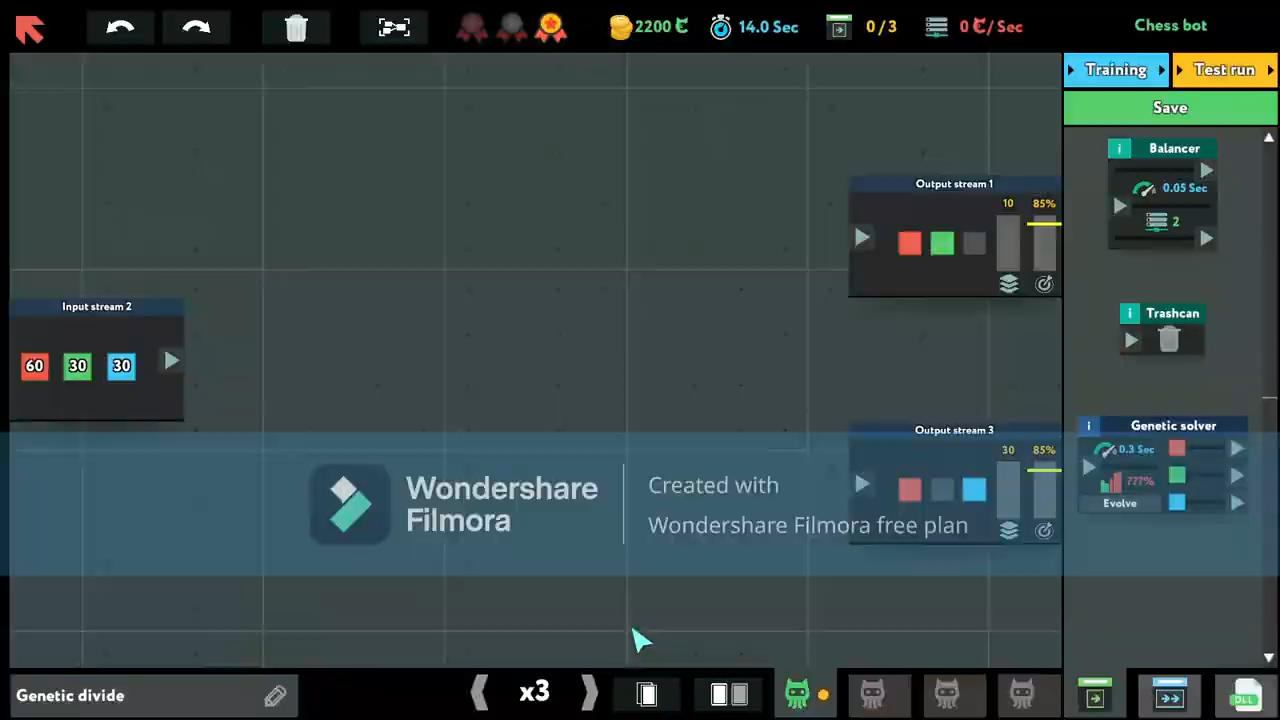 2200 ₾
14.0 Sec
0/3
0 ₾/Sec
Chess bot
Training
Test run
Save
i
Balancer
0.05 Sec
2
Output stream 1
10
85%
Input stream 2
60
30
30
i
Trashcan
i
Genetic solver
0.3 Sec
???%
Evolve
Output stream 3
30
85%
Wondershare
Filmora
Created with
Wondershare Filmora free plan
Genetic divide
x3
DLL